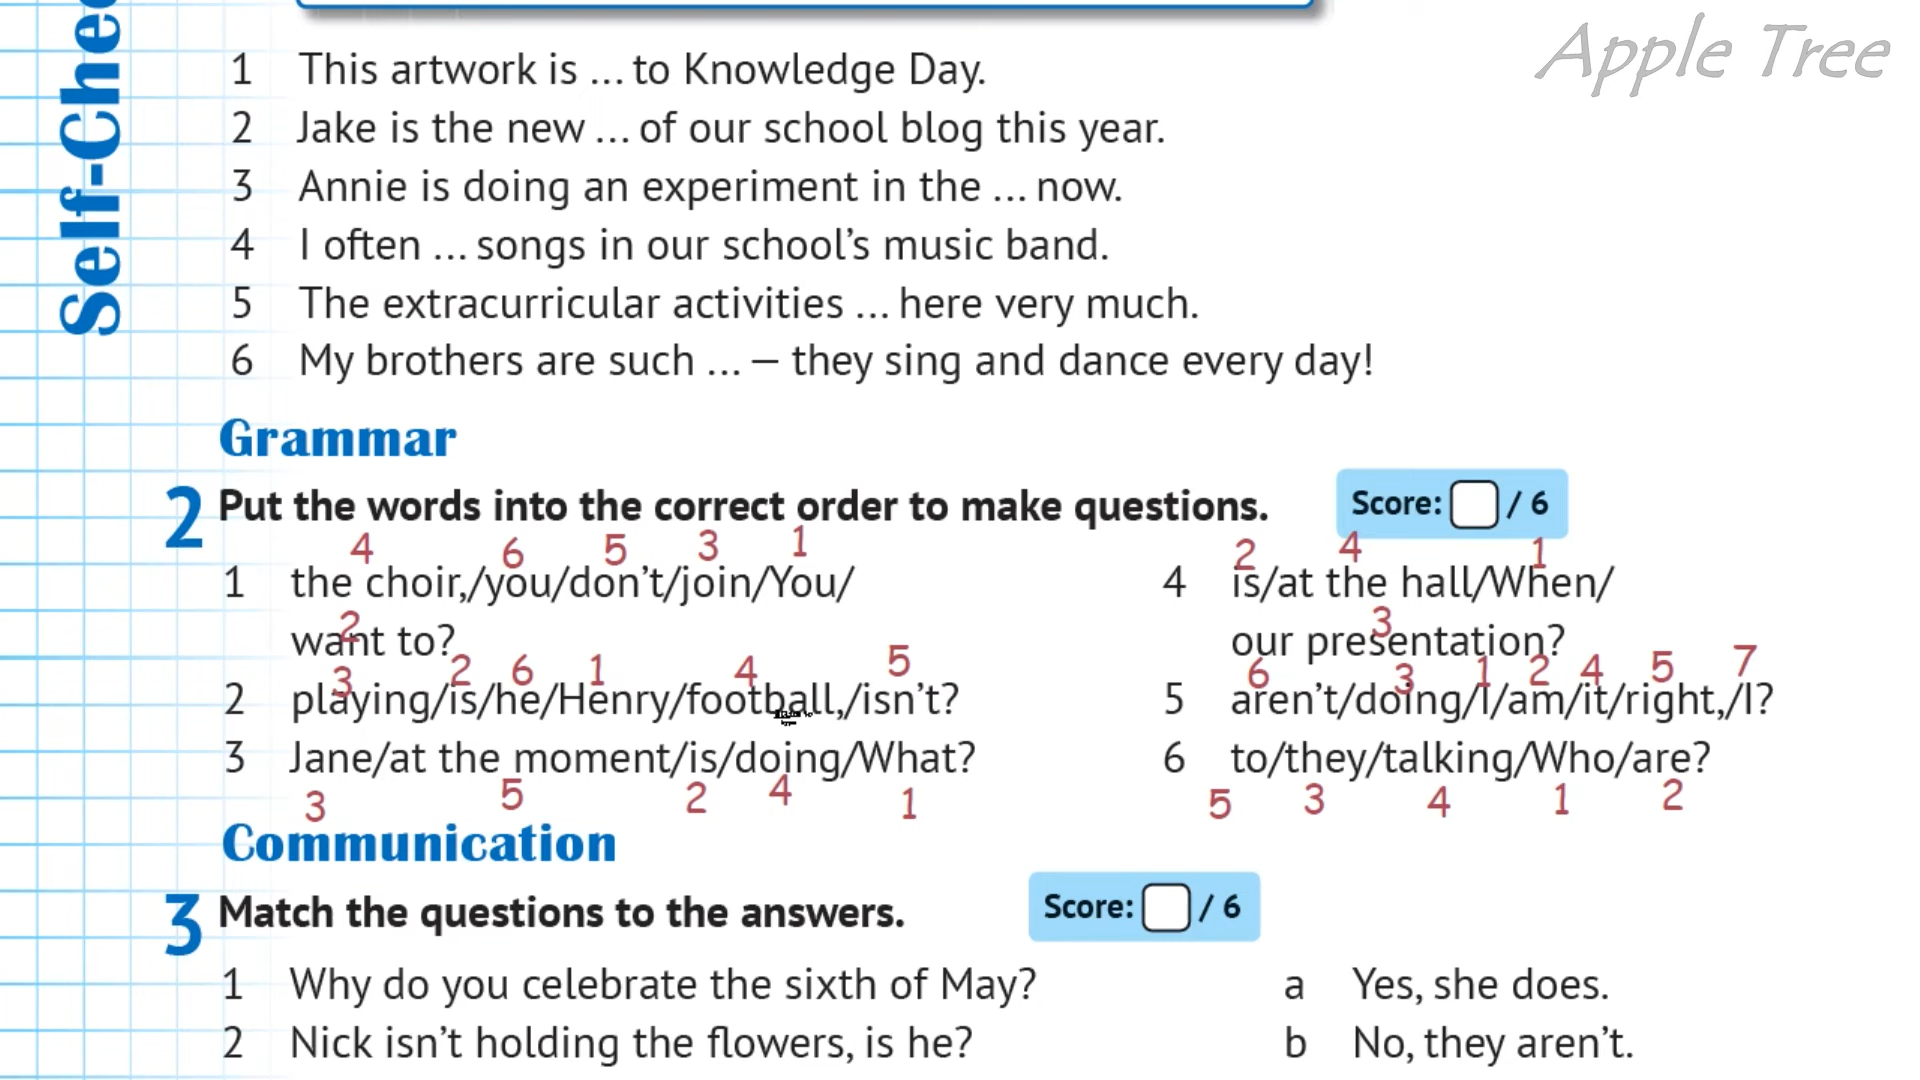 Apple Tree
Self-Chec
1 This artwork is ... to Knowledge Day.
2 Jake is the new ... of our school blog this year.
3 Annie is doing an experiment in the ... now.
4 I often ... songs in our school's music band.
5 The extracurricular activities ... here very much.
6 My brothers are such ... – they sing and dance every day!
Grammar
2 Put the words into the correct order to make questions. Score: / 6
4 6 5 3 1
1 the choir,/you/don't/join/You/
2
want to?
3 2 6 1 4 5
2 playing/is/he/Henry/football,/isn't?
3 Jane/at the moment/is/doing/What?
3 5 2 4 1
2 4 1
4 is/at the hall/When/
3
our presentation?
6 3 1 2 4 5 7
5 aren't/doing/I/am/it/right,/I?
6 to/they/talking/Who/are?
5 3 4 1 2
Communication
3 Match the questions to the answers. Score: / 6
1 Why do you celebrate the sixth of May?
2 Nick isn't holding the flowers, is he?
a Yes, she does.
b No, they aren't.